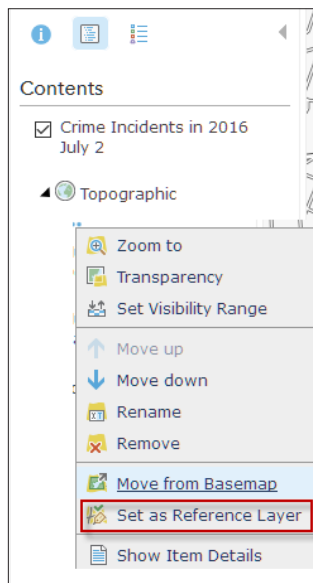 Contents
Crime Incidents in 2016
July 2
Topographic
Zoom to
Transparency
Set Visibility Range
Move up
Move down
Rename
Remove
Move from Basemap
Set as Reference Layer
Show Item Details